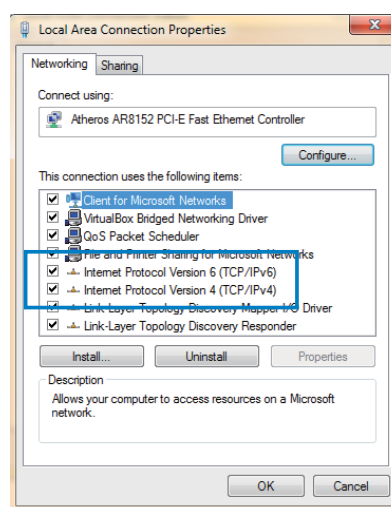 Local Area Connection Properties
Networking Sharing
Connect using:
Atheros AR8152 PCI-E Fast Ethernet Controller
Configure...
This connection uses the following items:
Client for Microsoft Networks
VirtualBox Bridged Networking Driver
QoS Packet Scheduler
File and Printer Sharing for Microsoft Networks
Internet Protocol Version 6 (TCP/IPv6)
Internet Protocol Version 4 (TCP/IPv4)
Link-Layer Topology Discovery Mapper I/O Driver
Link-Layer Topology Discovery Responder
Install... Uninstall Properties
Description
Allows your computer to access resources on a Microsoft
network.
OK Cancel